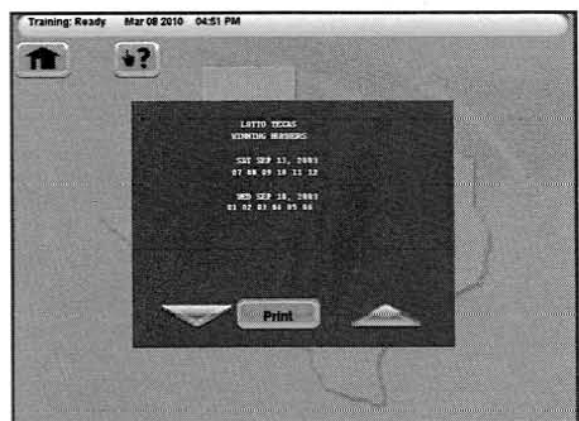 Training: Ready Mar 08 2010 04:51 PM
?
LOTTO TEXAS
WINNING NUMBERS
SAT SEP 13, 2003
07 08 09 10 11 12
WED SEP 10, 2003
01 02 03 04 05 06
Print